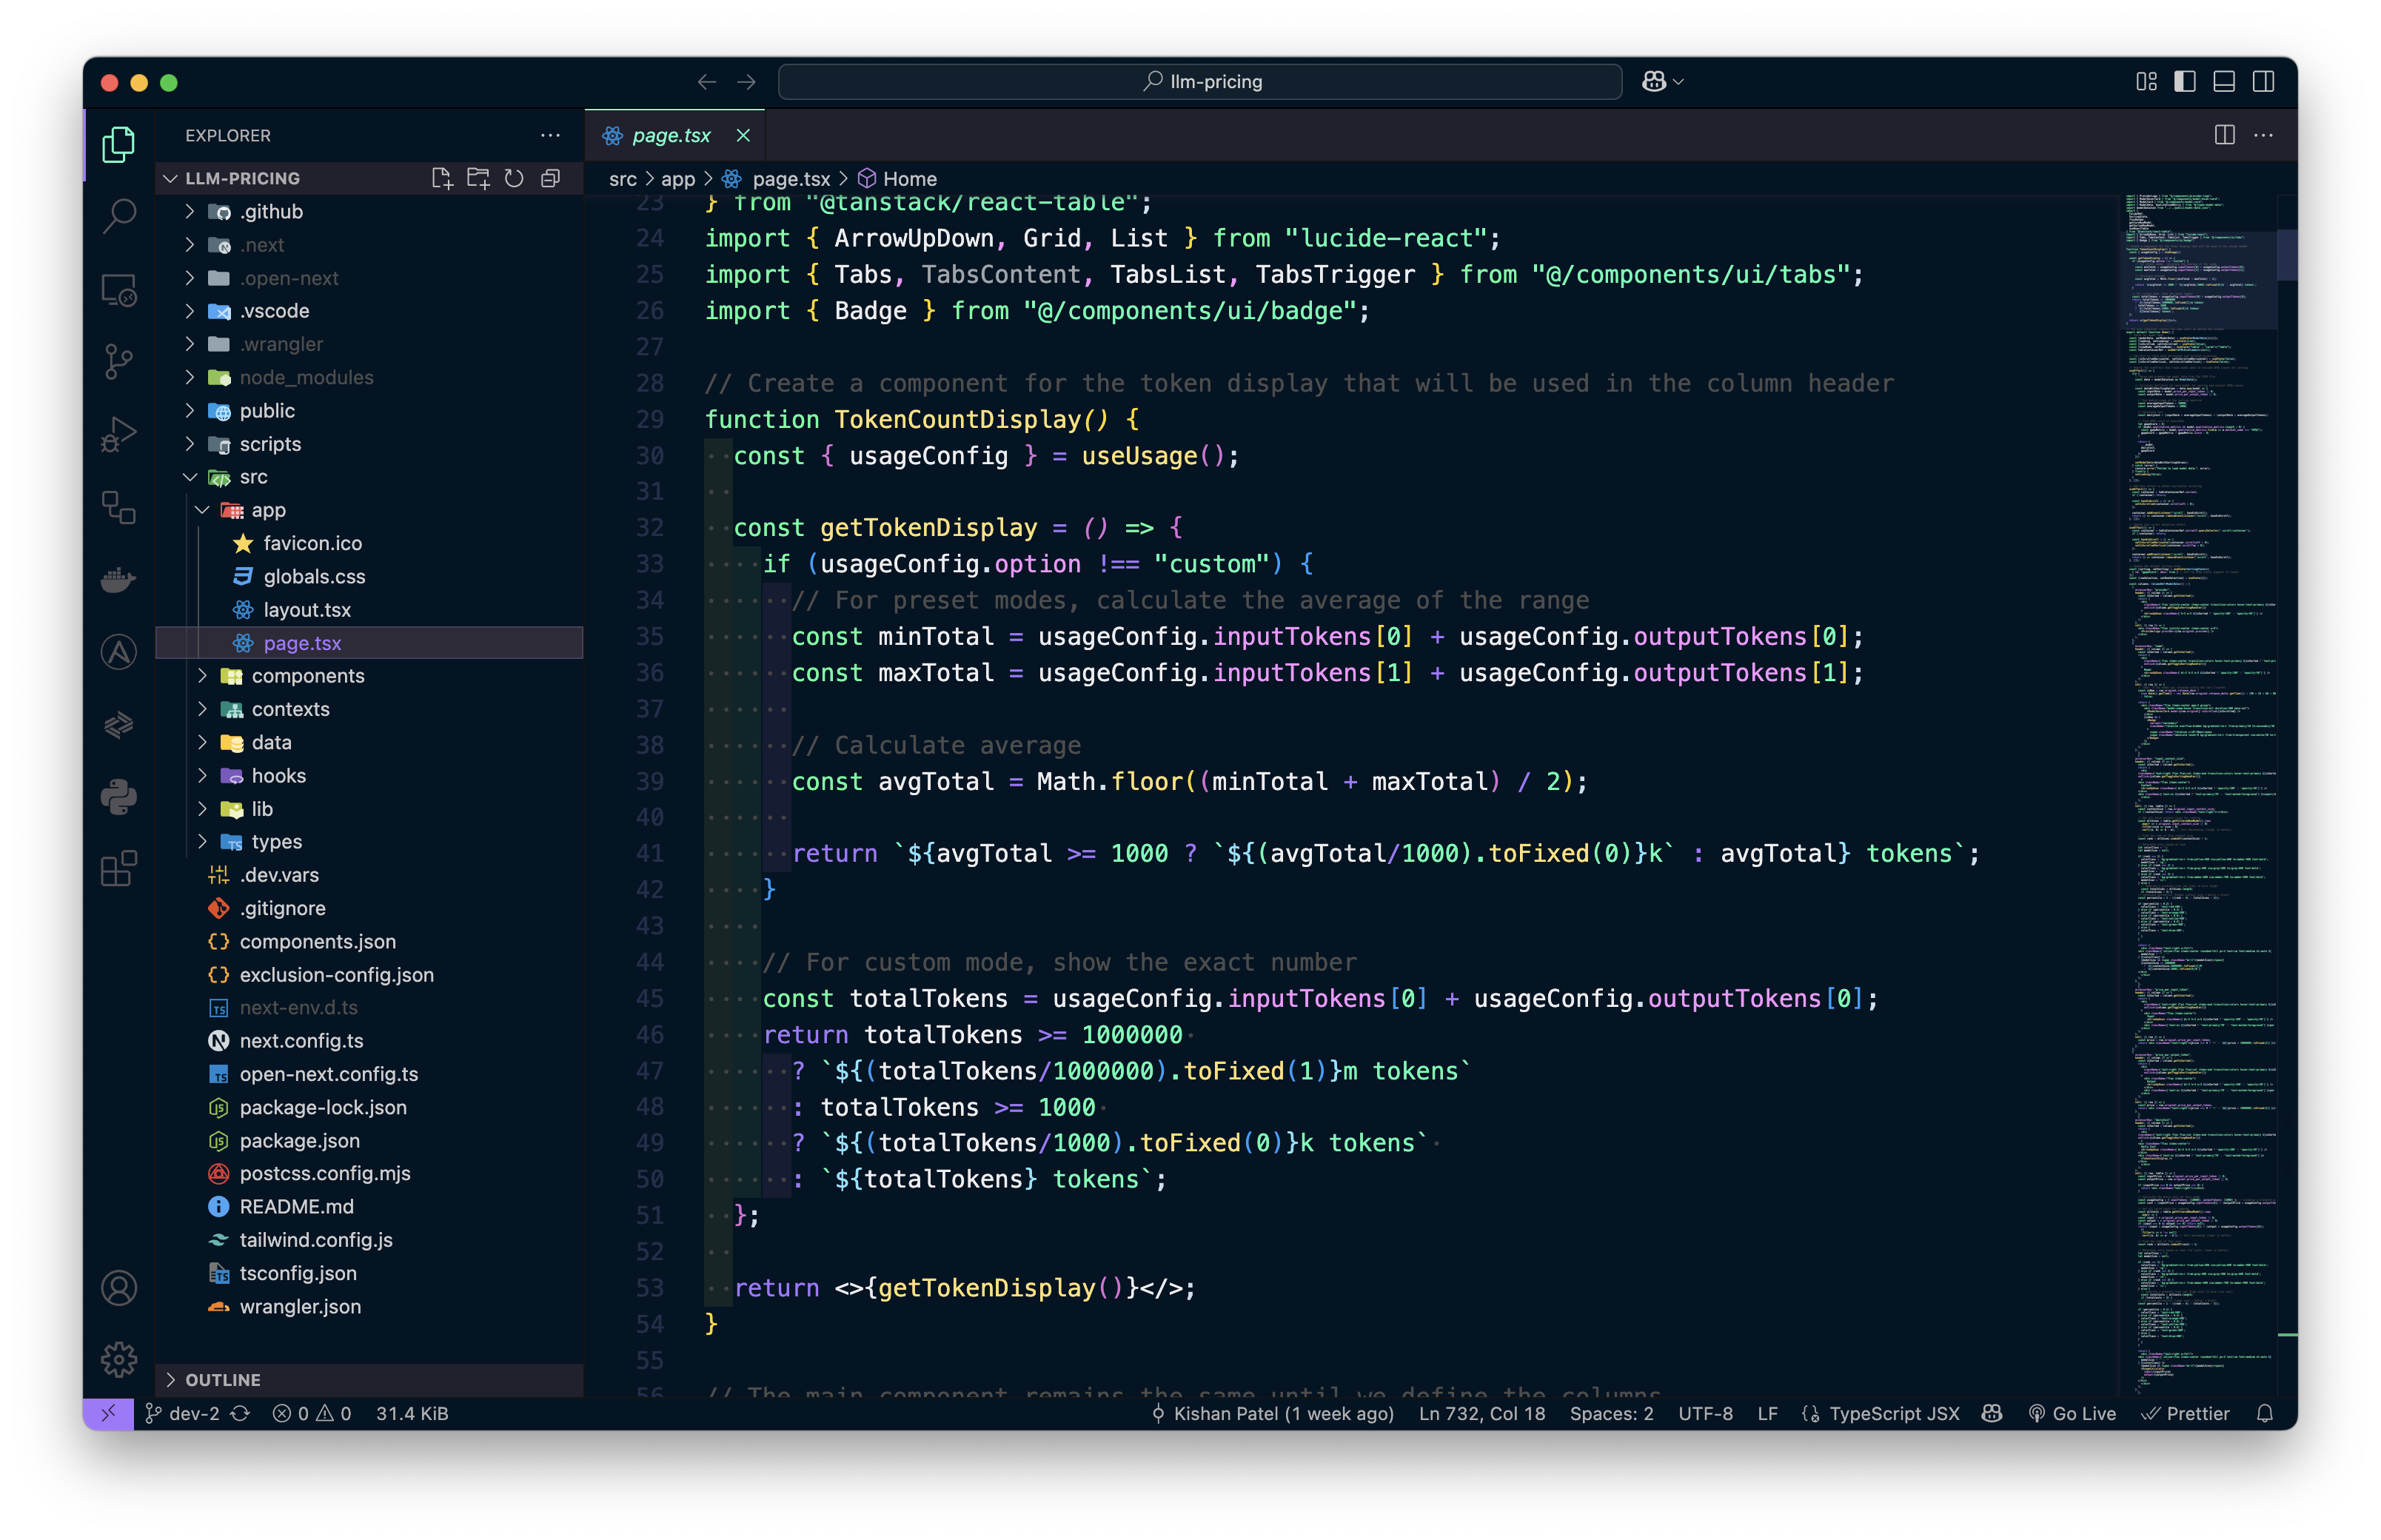 llm-pricing
EXPLORER
page.tsx
LLM-PRICING
src > app > page.tsx > Home
.github
.next
.open-next
.vscode
.wrangler
node_modules
public
scripts
src
app
favicon.ico
globals.css
layout.tsx
page.tsx
components
contexts
data
hooks
lib
types
.dev.vars
.gitignore
components.json
exclusion-config.json
next-env.d.ts
next.config.ts
open-next.config.ts
package-lock.json
package.json
postcss.config.mjs
README.md
tailwind.config.js
tsconfig.json
wrangler.json
OUTLINE
23 } from "@tanstack/react-table";
24 import { ArrowUpDown, Grid, List } from "lucide-react";
25 import { Tabs, TabsContent, TabsList, TabsTrigger } from "@/components/ui/tabs";
26 import { Badge } from "@/components/ui/badge";
27
28 // Create a component for the token display that will be used in the column header
29 function TokenCountDisplay() {
30 const { usageConfig } = useUsage();
31
32 const getTokenDisplay = () => {
33 if (usageConfig.option !== "custom") {
34 // For preset modes, calculate the average of the range
35 const minTotal = usageConfig.inputTokens[0] + usageConfig.outputTokens[0];
36 const maxTotal = usageConfig.inputTokens[1] + usageConfig.outputTokens[1];
37
38 // Calculate average
39 const avgTotal = Math.floor((minTotal + maxTotal) / 2);
40
41 return `${avgTotal >= 1000 ? `${(avgTotal/1000).toFixed(0)}k` : avgTotal} tokens`;
42 }
43
44 // For custom mode, show the exact number
45 const totalTokens = usageConfig.inputTokens[0] + usageConfig.outputTokens[0];
46 return totalTokens >= 1000000
47 ? `${(totalTokens/1000000).toFixed(1)}m tokens`
48 : totalTokens >= 1000
49 ? `${(totalTokens/1000).toFixed(0)}k tokens`
50 : `${totalTokens} tokens`;
51 };
52
53 return <>{getTokenDisplay()}</>;
54 }
55
56 // The main component remains the same until we define the columns
dev-2 0 0 31.4 KiB Kishan Patel (1 week ago) Ln 732, Col 18 Spaces: 2 UTF-8 LF TypeScript JSX Go Live Prettier